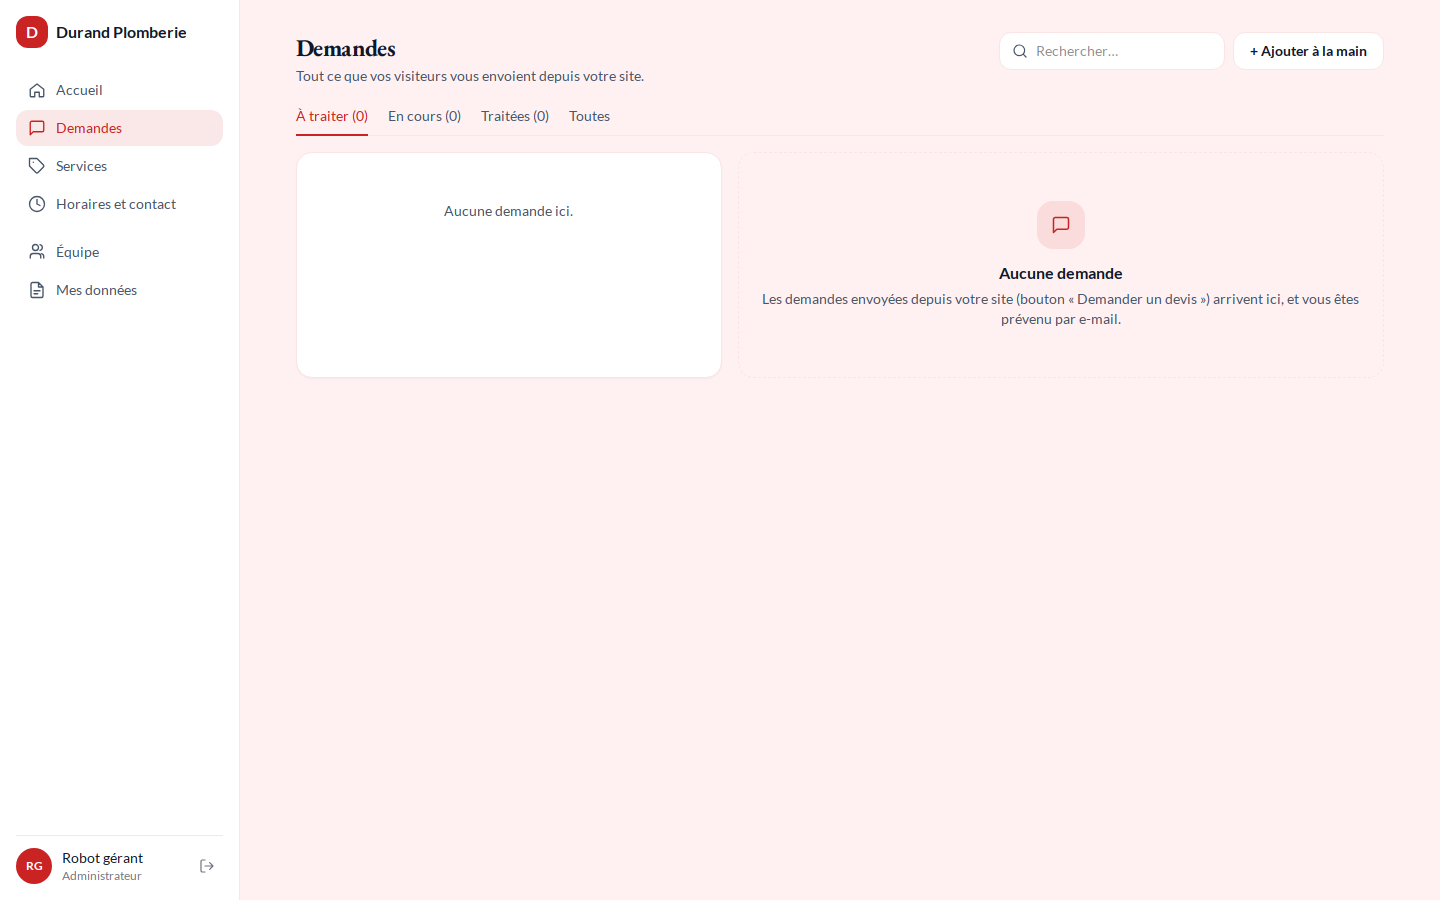 D
Durand Plomberie
Accueil
Demandes
Services
Horaires et contact
Équipe
Mes données
RG
Robot gérant
Administrateur
Demandes
Tout ce que vos visiteurs vous envoient depuis votre site.
Rechercher…
+ Ajouter à la main
À traiter (0)
En cours (0)
Traitées (0)
Toutes
Aucune demande ici.
Aucune demande
Les demandes envoyées depuis votre site (bouton « Demander un devis ») arrivent ici, et vous êtes
prévenu par e-mail.